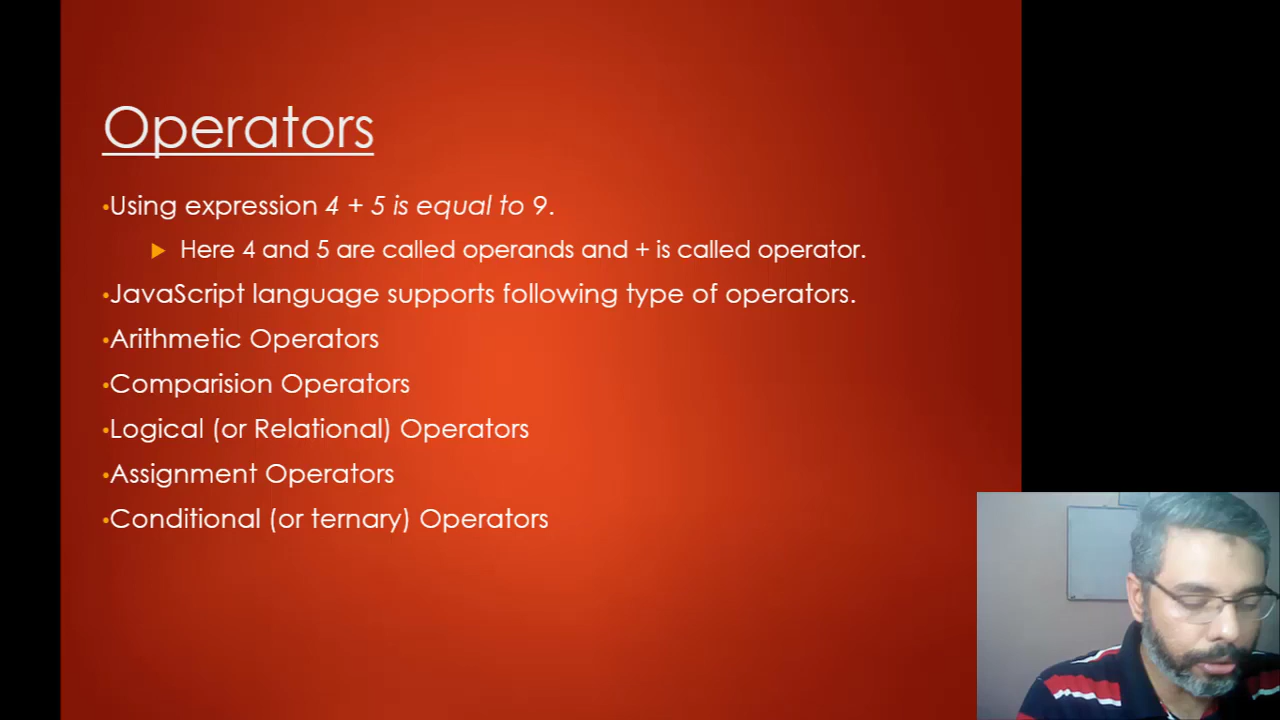 Operators
•Using expression 4 + 5 is equal to 9.
▶ Here 4 and 5 are called operands and + is called operator.
•JavaScript language supports following type of operators.
•Arithmetic Operators
•Comparision Operators
•Logical (or Relational) Operators
•Assignment Operators
•Conditional (or ternary) Operators